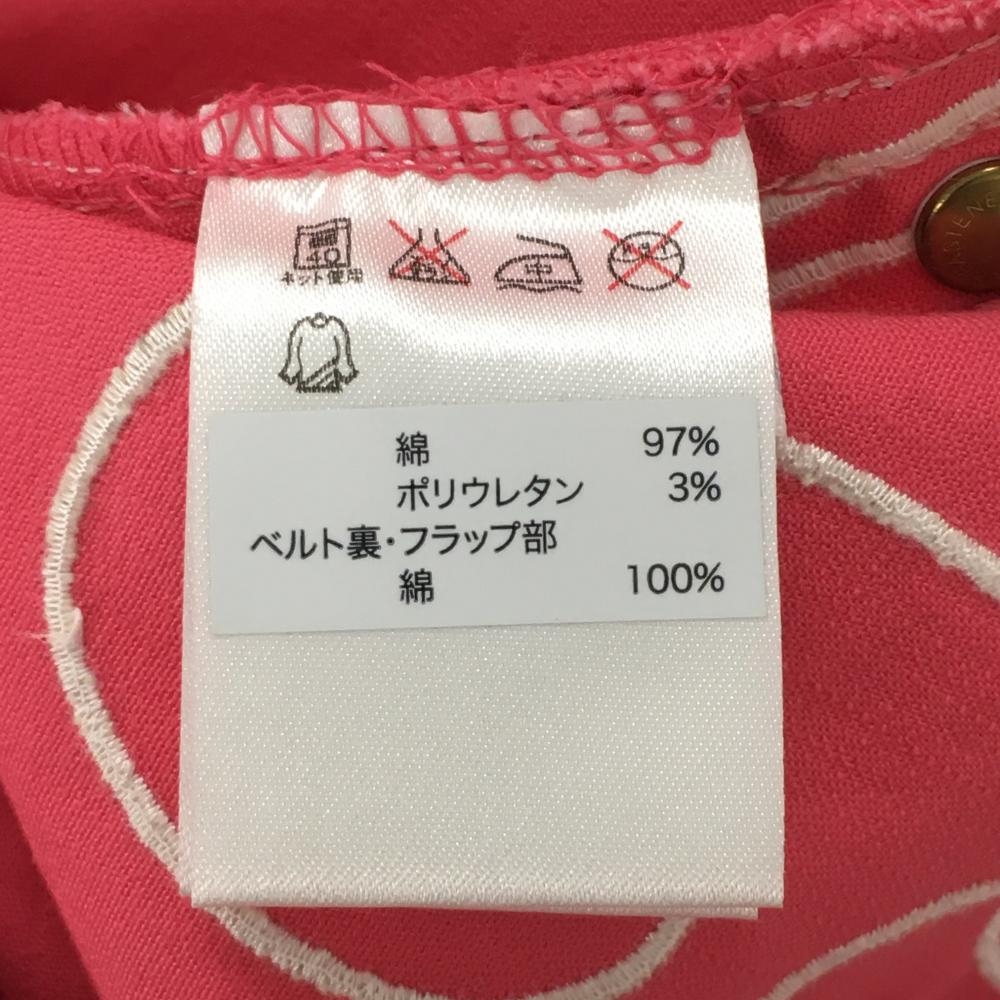 40 中
ネット使用
綿 97%
ポリウレタン 3%
ベルト裏・フラップ部
綿 100%